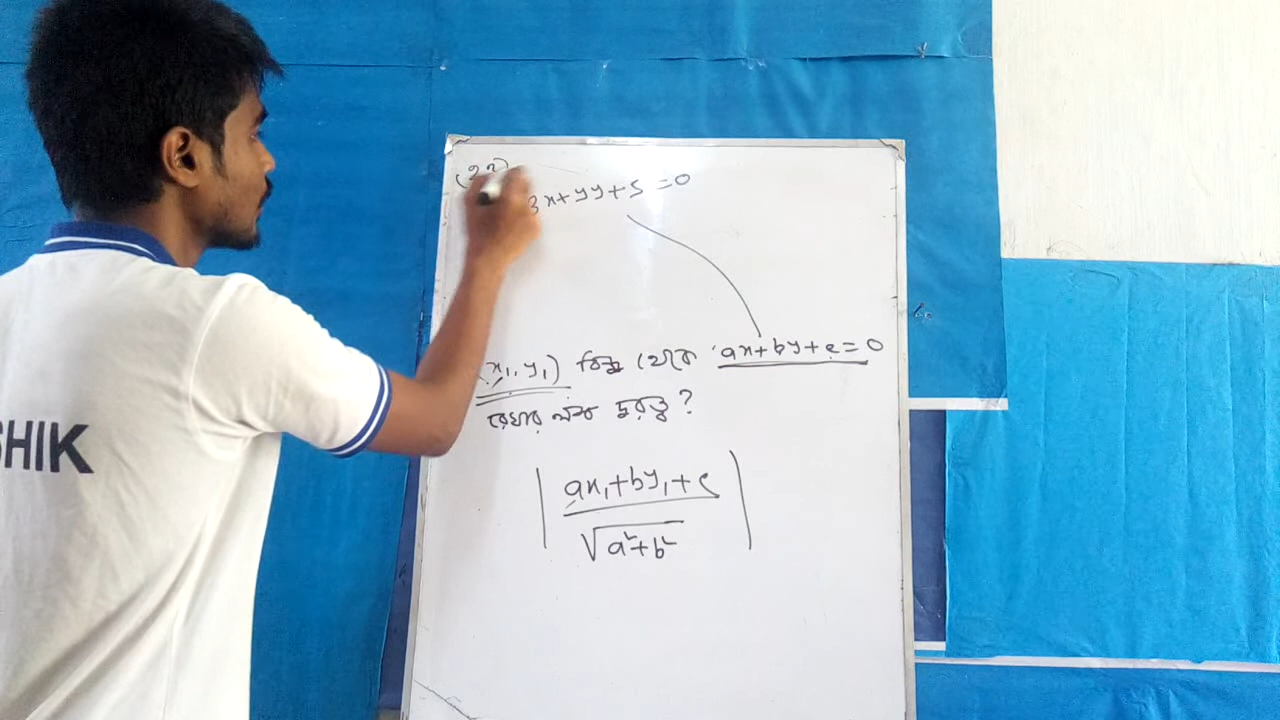 3x+yy+5=0
(x₁, y₁) বিন্দু থেকে ax+by+c=0
রেখার লম্ব দূরত্ব?
| ax₁+by₁+c
√a²+b² |
SHIK